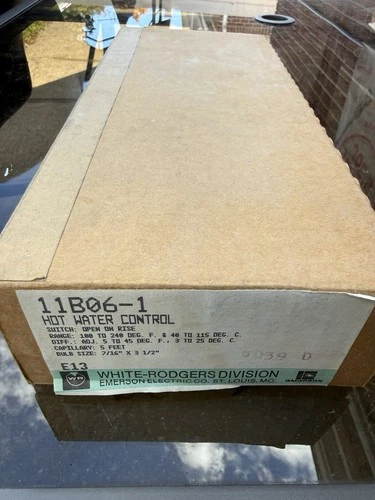 11B06-1
HOT WATER CONTROL
SWITCH: OPEN ON RISE
RANGE: 100 TO 240 DEG. F. & 40 TO 115 DEG. C.
DIFF.: ADJ. 5 TO 45 DEG. F., 3 TO 25 DEG. C.
CAPILLARY: 5 FEET
BULB SIZE: 7/16" X 3 1/2"
9939 D
E13
WHITE-RODGERS DIVISION
EMERSON ELECTRIC CO. ST. LOUIS, MO.
EMERSON